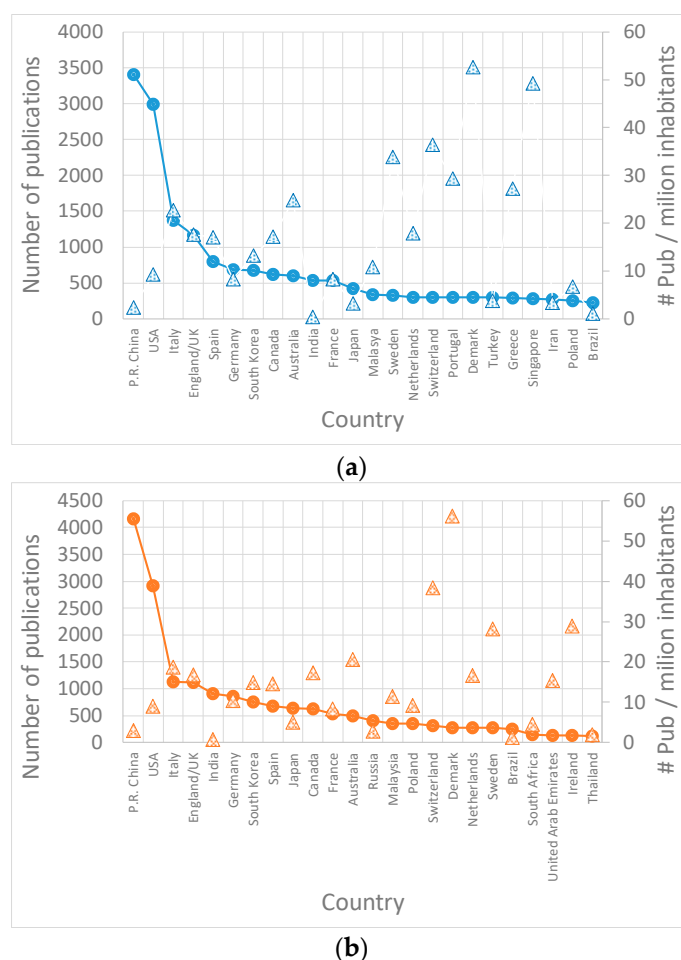 4000
3500
3000
2500
2000
1500
1000
500
0
Number of publications
60
50
40
30
20
10
0
# Pub / milion inhabitants
P.R. China
USA
Italy
England/UK
Spain
Germany
South Korea
Canada
Australia
India
France
Japan
Malasya
Sweden
Netherlands
Switzerland
Portugal
Demark
Turkey
Greece
Singapore
Iran
Poland
Brazil
Country
(a)
4500
4000
3500
3000
2500
2000
1500
1000
500
0
Number of publications
60
50
40
30
20
10
0
# Pub / milion inhabitants
P.R. China
USA
Italy
England/UK
India
Germany
South Korea
Spain
Japan
Canada
France
Australia
Russia
Malaysia
Poland
Switzerland
Demark
Netherlands
Sweden
Brazil
South Africa
United Arab Emirates
Ireland
Thailand
Country
(b)